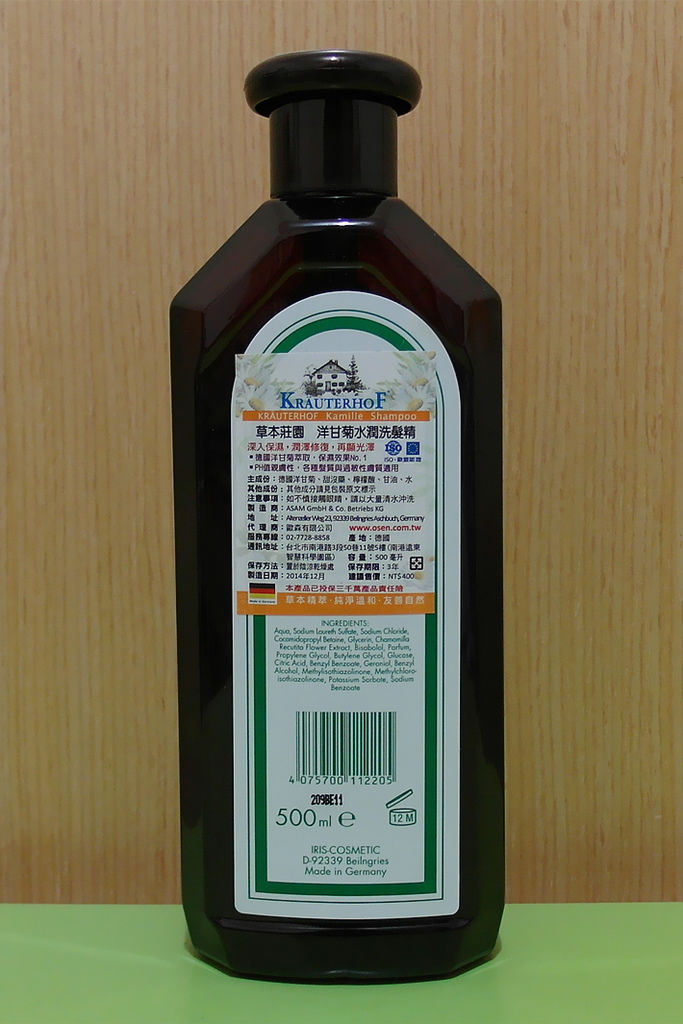 KRÄUTERHOF®
KRAUTERHOF Kamille Shampoo
草本莊園 洋甘菊水潤洗髮精
深入保濕，潤澤修復，再顯光澤
ISO
▪德國洋甘菊萃取，保濕效果No.1
▪PH值親膚性，各種髮質與過敏性膚質適用
主成份：德國洋甘菊、甜沒藥、檸檬酸、甘油、水
其他成份：其他成分請見包裝原文標示
注意事項：如不慎接觸眼睛，請以大量清水沖洗
製 造 商：ASAM GmbH & Co. Betriebs KG
地 址：Altenzeller Weg 23, 92339 Beilngries Aschbuch, Germany
代 理 商：歐森有限公司 www.osen.com.tw
服務專線：02-7728-8858 產 地：德國
通訊地址：台北市南港路3段50巷11號5樓(南港遠東
智慧科學園區) 容 量：500 毫升
保存方法：置於陰涼乾燥處 保存期限：3年
製造日期：2014年12月 建議售價：NT$400
本產品已投保三千萬產品責任險
草本精萃‧純淨溫和‧友善自然
INGREDIENTS:
Aqua, Sodium Laureth Sulfate, Sodium Chloride,
Cocamidopropyl Betaine, Glycerin, Chamomilla
Recutita Flower Extract, Bisabolol, Parfum,
Propylene Glycol, Butylene Glycol, Glucose,
Citric Acid, Benzyl Benzoate, Geraniol, Benzyl
Alcohol, Methylisothiazolinone, Methylchloro-
isothiazolinone, Potassium Sorbate, Sodium
Benzoate
4 075700 112205
209BE11
500 ml ℮
12 M
IRIS-COSMETIC
D-92339 Beilngries
Made in Germany